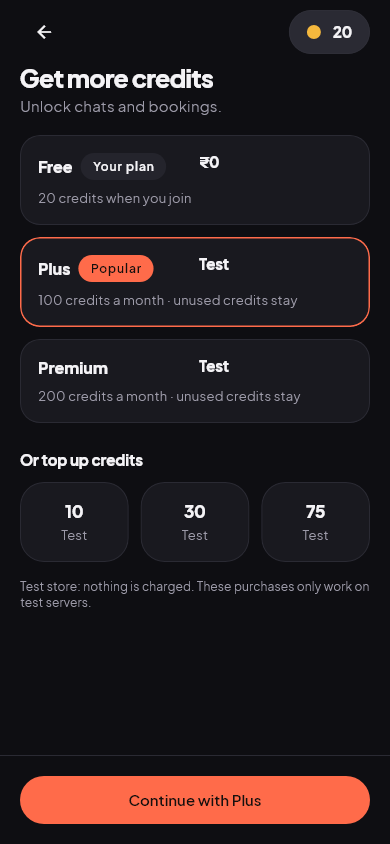 20
Get more credits
Unlock chats and bookings.
Free Your plan ₹0
20 credits when you join
Plus Popular Test
100 credits a month · unused credits stay
Premium Test
200 credits a month · unused credits stay
Or top up credits
10 30 75
Test Test Test
Test store: nothing is charged. These purchases only work on
test servers.
Continue with Plus